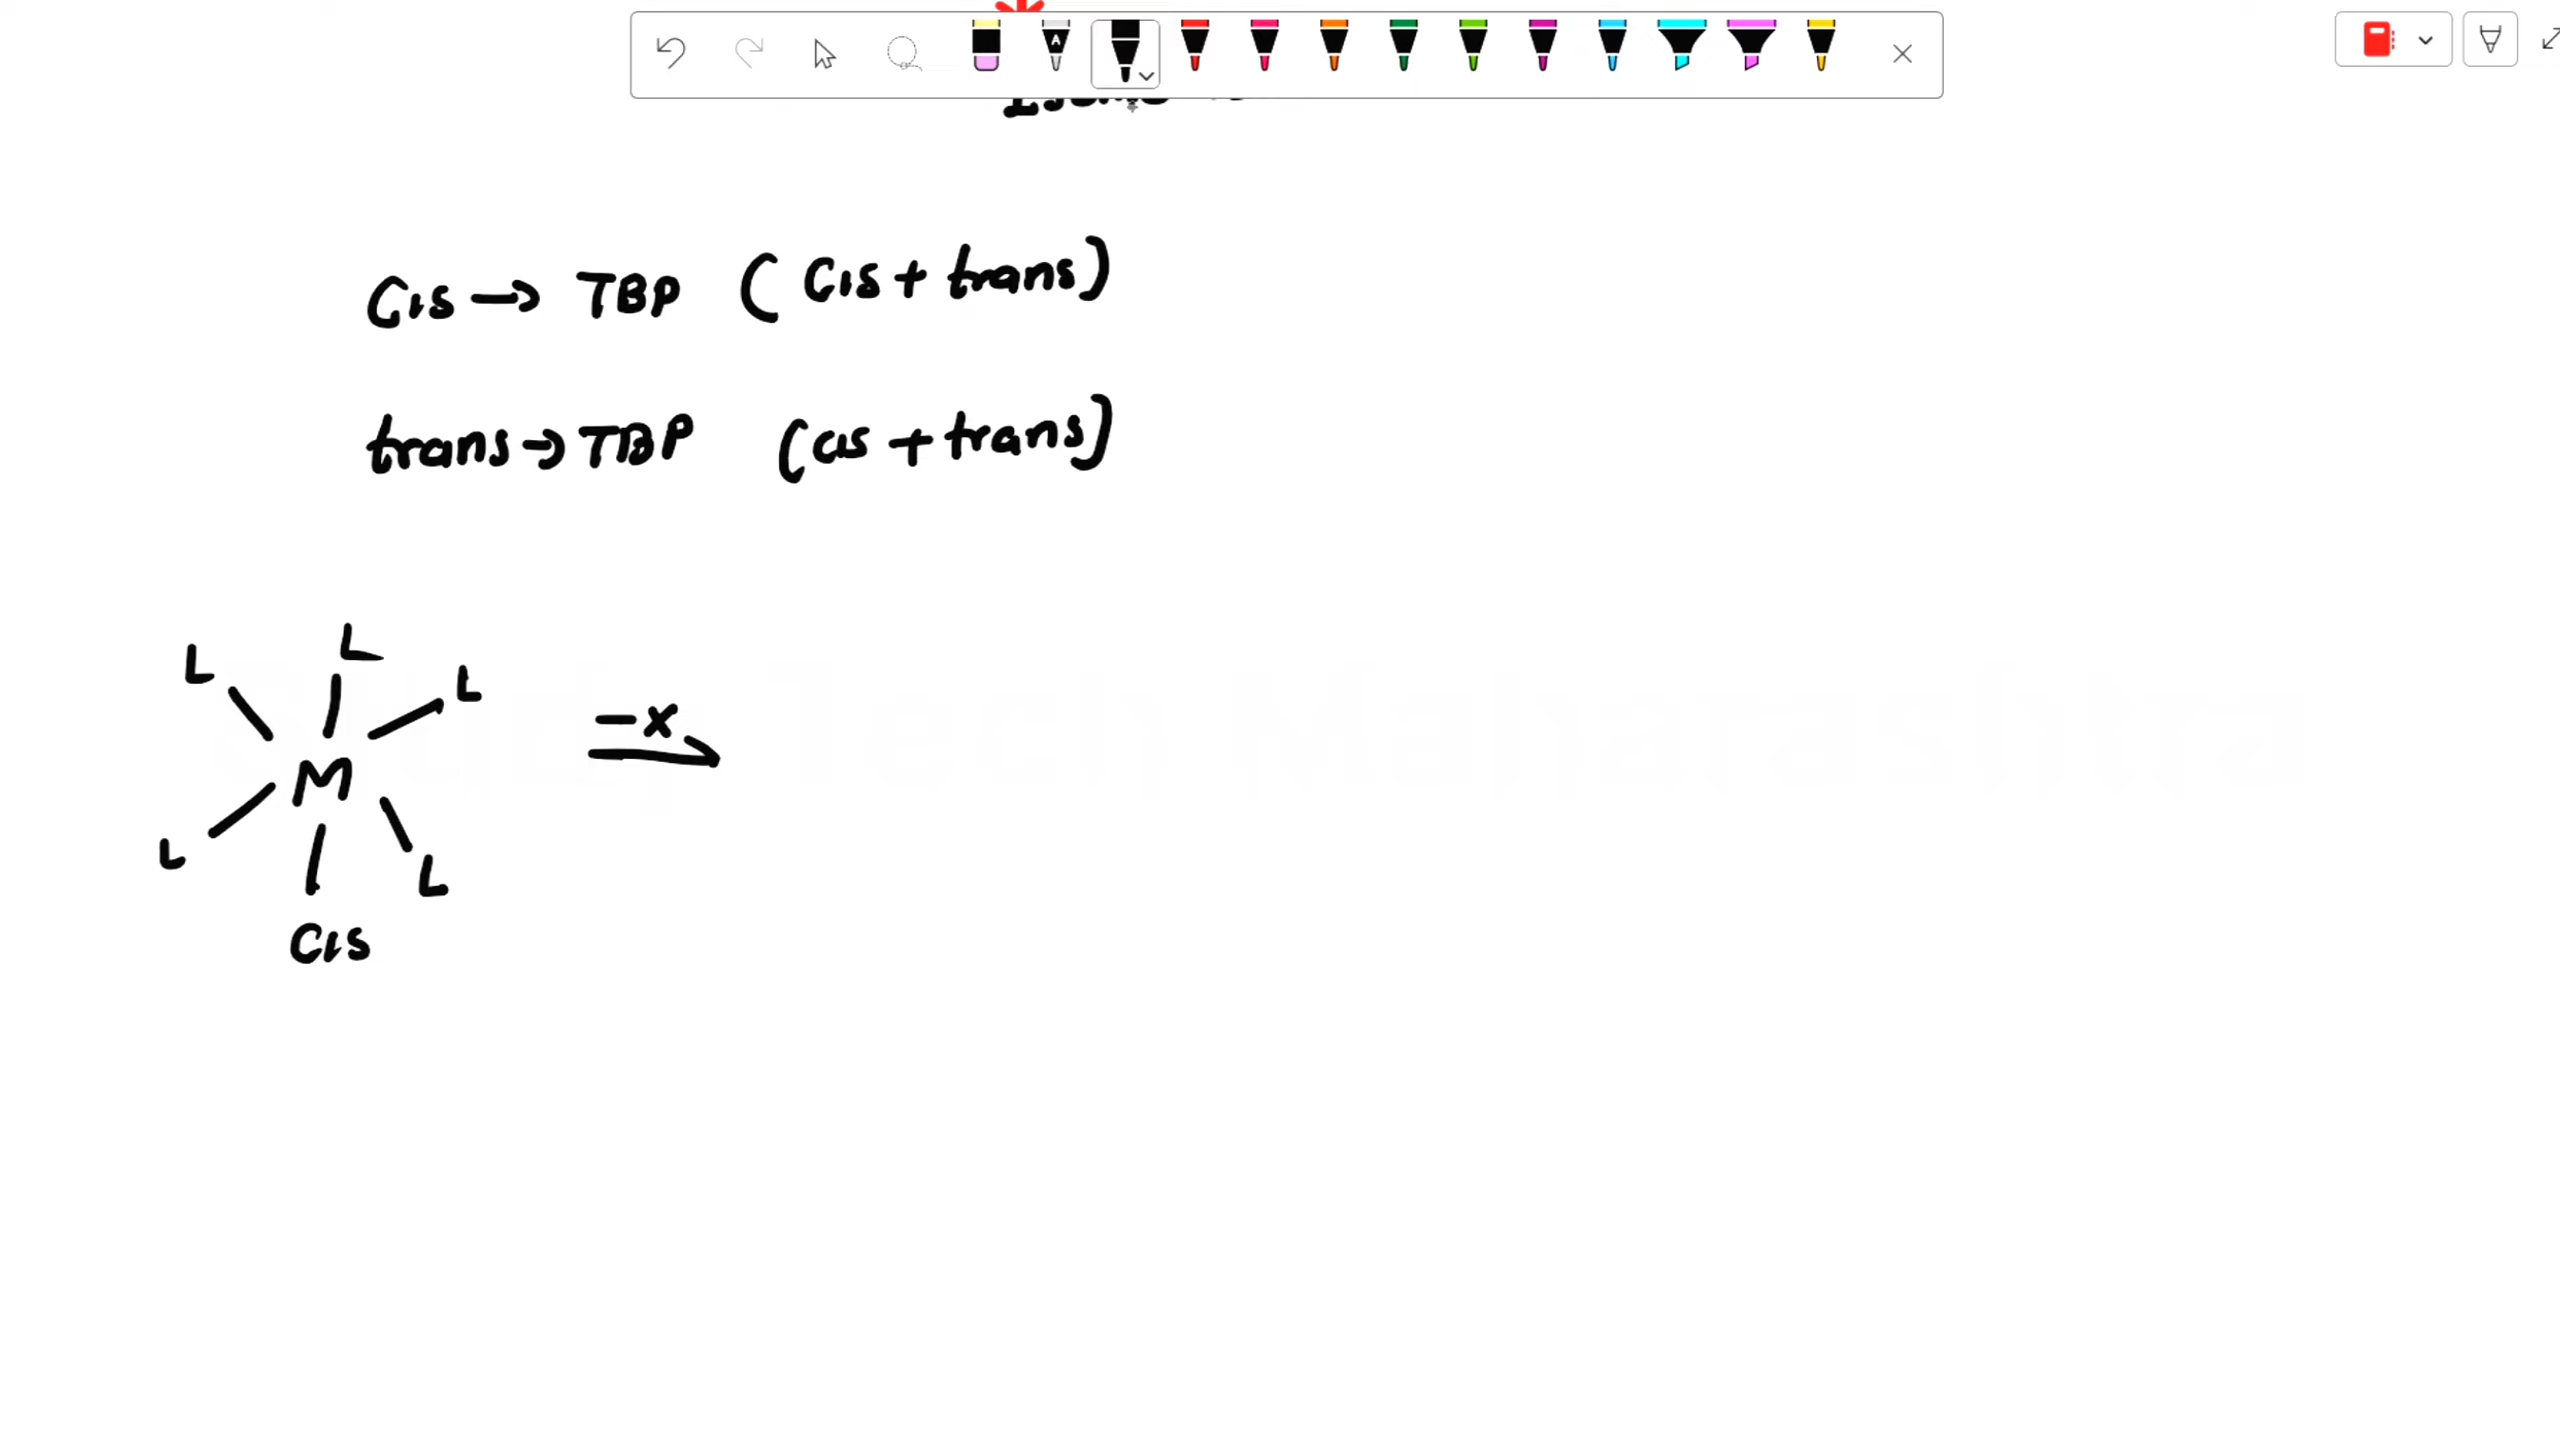 Cis → TBP (Cis + trans)
trans → TBP (cis + trans)
L L L
-x
M
L L
Cis